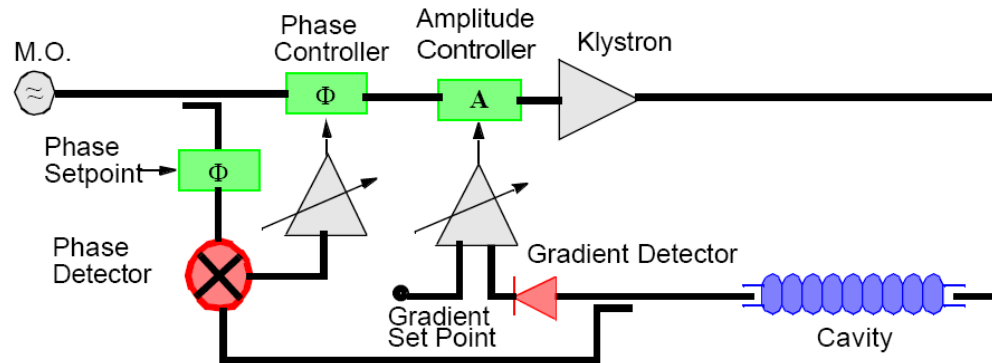 M.O.
Phase
Controller
Amplitude
Controller
Klystron
Φ
A
Phase
Setpoint
Φ
Phase
Detector
Gradient Detector
Gradient
Set Point
Cavity